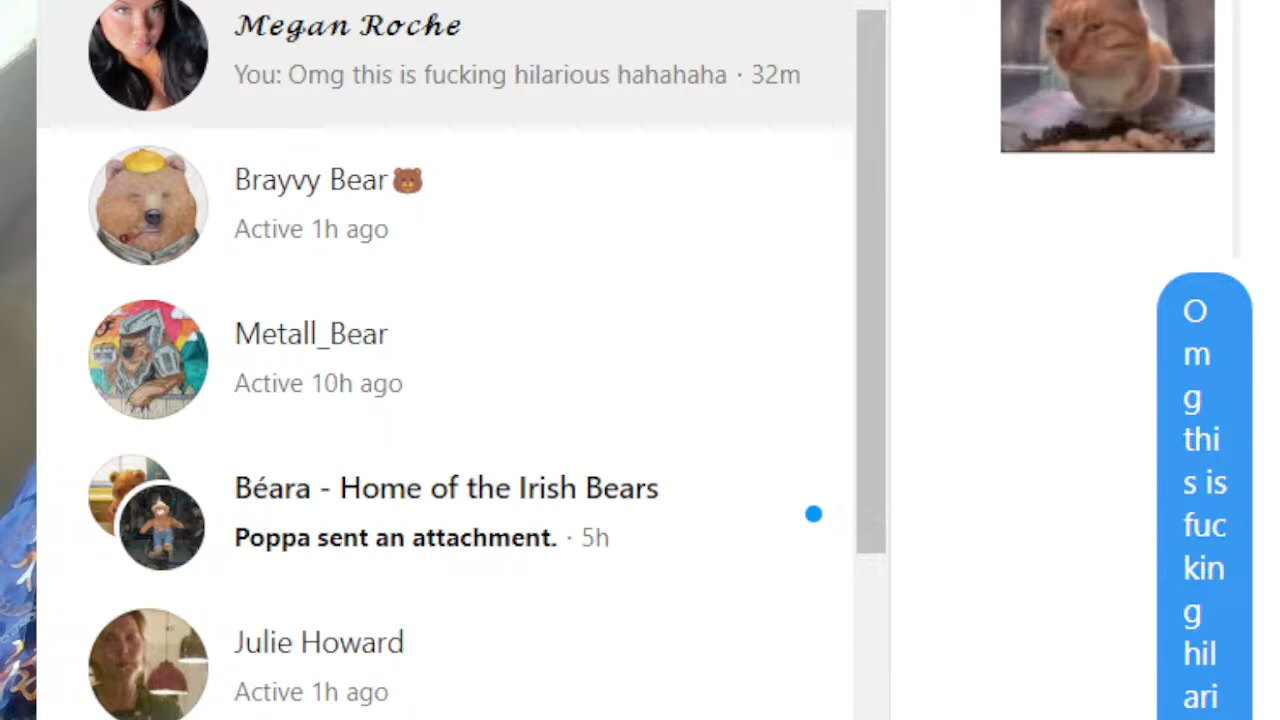 Megan Roche
You: Omg this is fucking hilarious hahahaha · 32m
Brayvy Bear🐻
Active 1h ago
Metall_Bear
Active 10h ago
Béara - Home of the Irish Bears
Poppa sent an attachment. · 5h
Julie Howard
Active 1h ago
O
m
g
thi
s is
fuc
kin
g
hil
ari